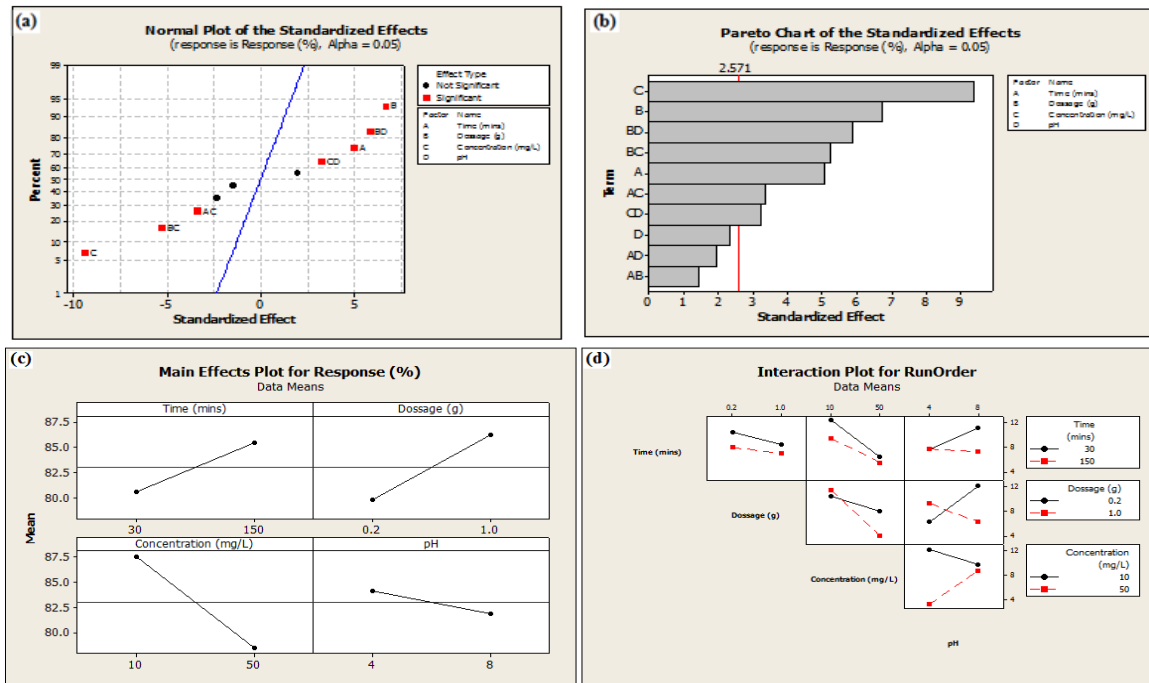 (a)
Normal Plot of the Standardized Effects
(response is Response (%), Alpha = 0.05)
99
95
90
80
70
60
50
40
30
20
10
5
1
Percent
B
BD
A
CD
AC
BC
C
-10 -5 0 5
Standardized Effect
Effect Type
Not Significant
Significant
Factor Name
A Time (mins)
B Dossage (g)
C Concentration (mg/L)
D pH
(b)
Pareto Chart of the Standardized Effects
(response is Response (%), Alpha = 0.05)
2.571
Term
C
B
BD
BC
A
AC
CD
D
AD
AB
0 1 2 3 4 5 6 7 8 9
Standardized Effect
Factor Name
A Time (mins)
B Dossage (g)
C Concentration (mg/L)
D pH
(c)
Main Effects Plot for Response (%)
Data Means
Time (mins) Dossage (g)
87.5
85.0
82.5
80.0
30 150 0.2 1.0
Mean
Concentration (mg/L) pH
87.5
85.0
82.5
80.0
10 50 4 8
(d)
Interaction Plot for RunOrder
Data Means
0.2 1.0 10 50 4 8
Time (mins)
12
8
4
Time
(mins)
30
150
Dossage (g)
12
8
4
Dossage (g)
0.2
1.0
Concentration (mg/L)
12
8
4
Concentration
(mg/L)
10
50
pH